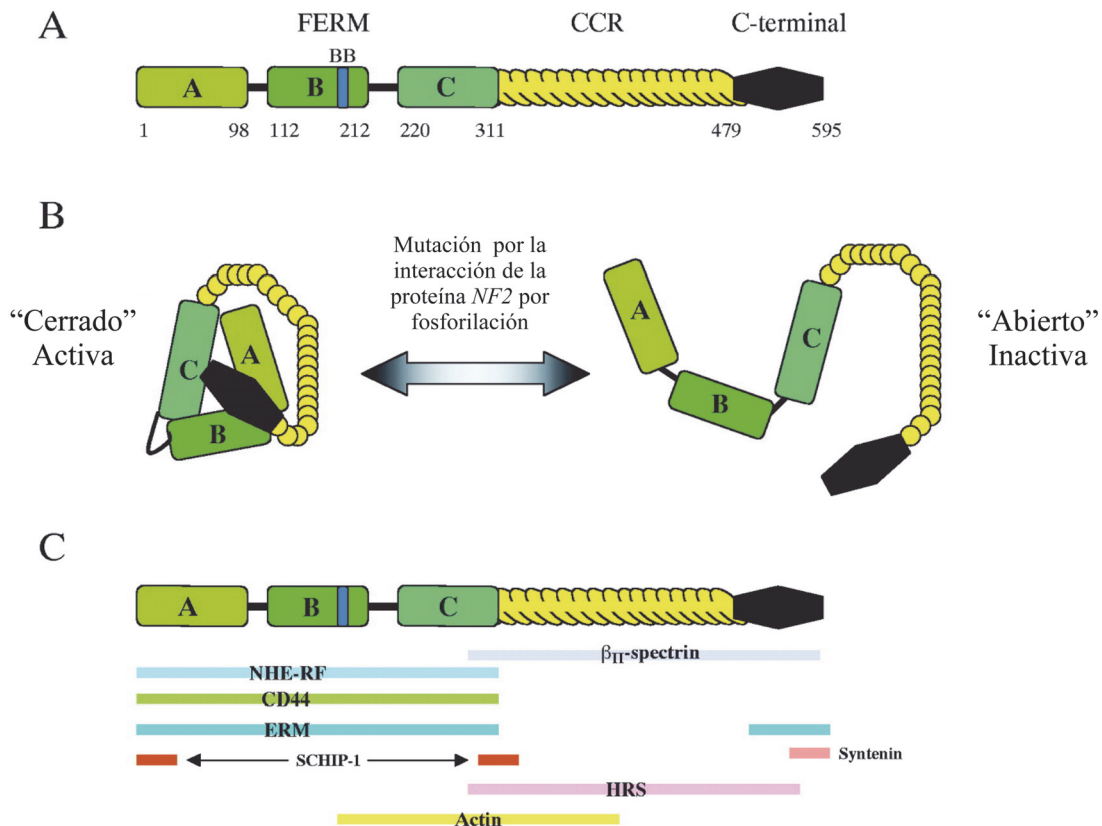 A
FERM
CCR
C-terminal
BB
A
B
C
1
98
112
212
220
311
479
595
B
Mutación por la
interacción de la
proteína NF2 por
fosforilación
“Cerrado”
Activa
“Abierto”
Inactiva
A
B
C
A
B
C
C
A
B
C
βII-spectrin
NHE-RF
CD44
ERM
SCHIP-1
Syntenin
HRS
Actin